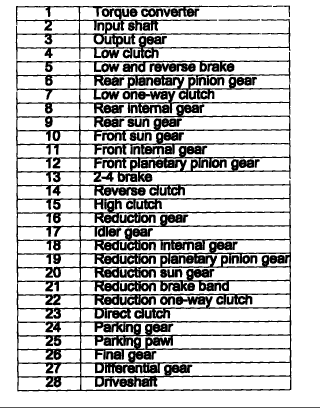 1 Torque converter
2 Input shaft
3 Output gear
4 Low clutch
5 Low and reverse brake
6 Rear planetary pinion gear
7 Low one-way clutch
8 Rear internal gear
9 Rear sun gear
10 Front sun gear
11 Front internal gear
12 Front planetary pinion gear
13 2-4 brake
14 Reverse clutch
15 High clutch
16 Reduction gear
17 Idler gear
18 Reduction internal gear
19 Reduction planetary pinion gear
20 Reduction sun gear
21 Reduction brake band
22 Reduction one-way clutch
23 Direct clutch
24 Parking gear
25 Parking pawl
26 Final gear
27 Differential gear
28 Driveshaft